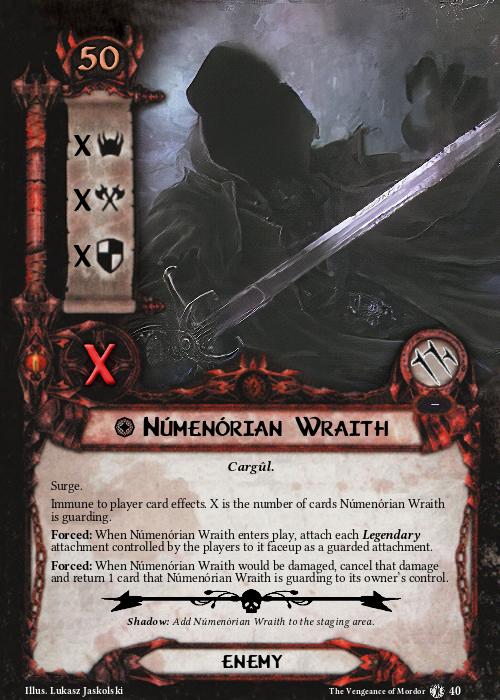 50
X
X
X
X
NÚMENÓRIAN WRAITH
Cargûl.
Surge.
Immune to player card effects. X is the number of cards Númenórian Wraith
is guarding.
Forced: When Númenórian Wraith enters play, attach each Legendary
attachment controlled by the players to it faceup as a guarded attachment.
Forced: When Númenórian Wraith would be damaged, cancel that damage
and return 1 card that Númenórian Wraith is guarding to its owner's control.
Shadow: Add Númenórian Wraith to the staging area.
ENEMY
Illus. Lukasz Jaskolski
The Vengeance of Mordor 40